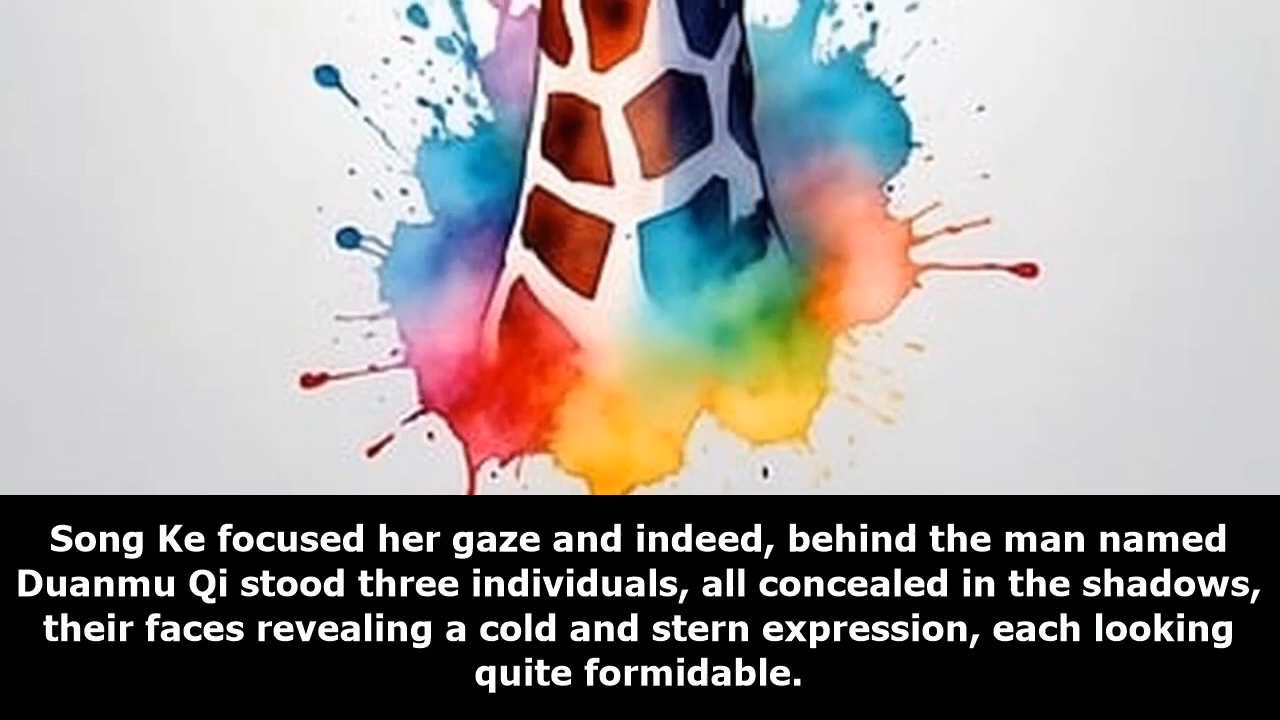 Song Ke focused her gaze and indeed, behind the man named
Duanmu Qi stood three individuals, all concealed in the shadows,
their faces revealing a cold and stern expression, each looking
quite formidable.